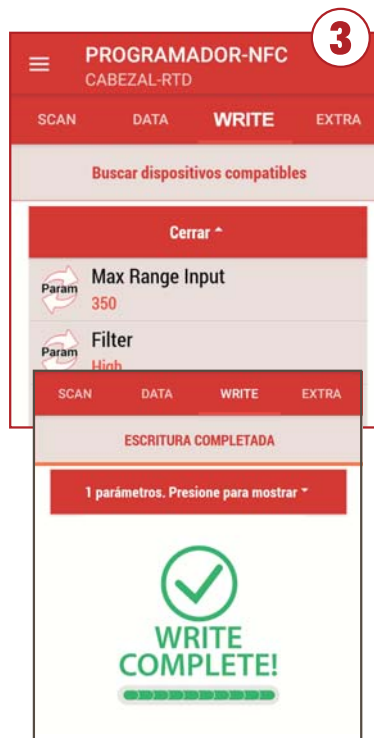 3
PROGRAMADOR-NFC
CABEZAL-RTD
SCAN DATA WRITE EXTRA
Buscar dispositivos compatibles
Cerrar
Param
Max Range Input
350
Param
Filter
High
SCAN DATA WRITE EXTRA
ESCRITURA COMPLETADA
1 parámetros. Presione para mostrar
WRITE
COMPLETE!